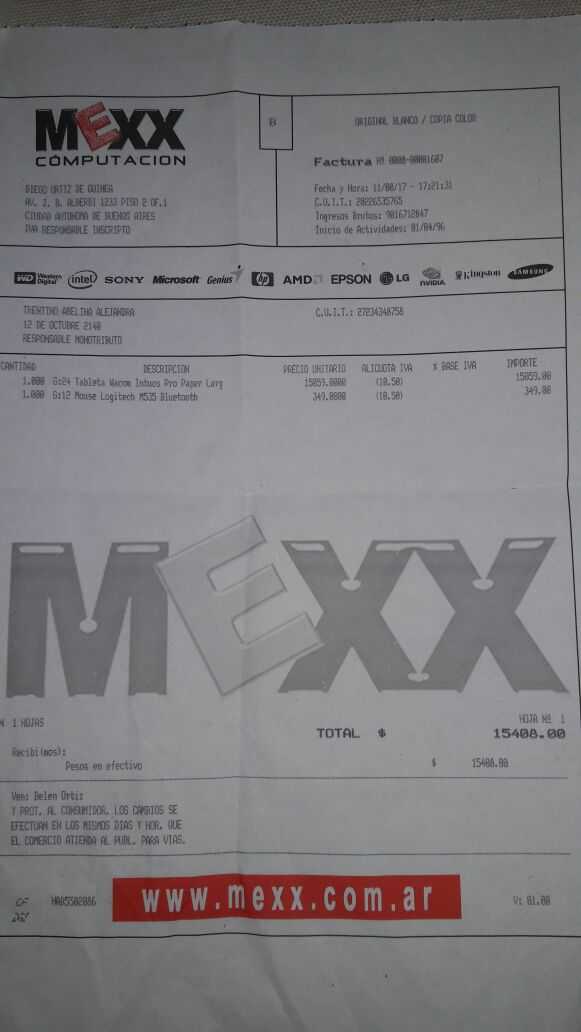 MEXX
COMPUTACION
B
ORIGINAL BLANCO / COPIA COLOR
Factura Nº 0008-00001607
DIEGO ORTIZ DE GUINEA
AV. J. B. ALBERDI 1233 PISO 2 OF.1
CIUDAD AUTONOMA DE BUENOS AIRES
IVA RESPONSABLE INSCRIPTO
Fecha y Hora: 11/08/17 - 17:21:31
C.U.I.T.: 20226535765
Ingresos Brutos: 9016712847
Inicio de Actividades: 01/04/96
WD Western Digital intel SONY Microsoft Genius hp AMD EPSON LG NVIDIA Kingston SAMSUNG
TRENTINO ABELINA ALEJANDRA
12 DE OCTUBRE 2140
RESPONSABLE MONOTRIBUTO
C.U.I.T.: 27234348758
CANTIDAD DESCRIPCION PRECIO UNITARIO ALICUOTA IVA % BASE IVA IMPORTE
1.000 G:24 Tableta Wacom Intuos Pro Paper Larg 15059.0000 (10.50) 15059.00
1.000 G:12 Mouse Logitech M535 Bluetooth 349.0000 (10.50) 349.00
MEXX
N 1 HOJAS HOJA Nº 1
TOTAL $ 15408.00
Recibi(mos):
Pesos en efectivo $ 15408.00
Ven: Belen Ortiz
Y PROT. AL CONSUMIDOR. LOS CAMBIOS SE
EFECTUAN EN LOS MISMOS DIAS Y HOR. QUE
EL COMERCIO ATIENDA AL PUBL. PARA VTAS.
CF
DGI
HAB5502086
www.mexx.com.ar
V: 01.00